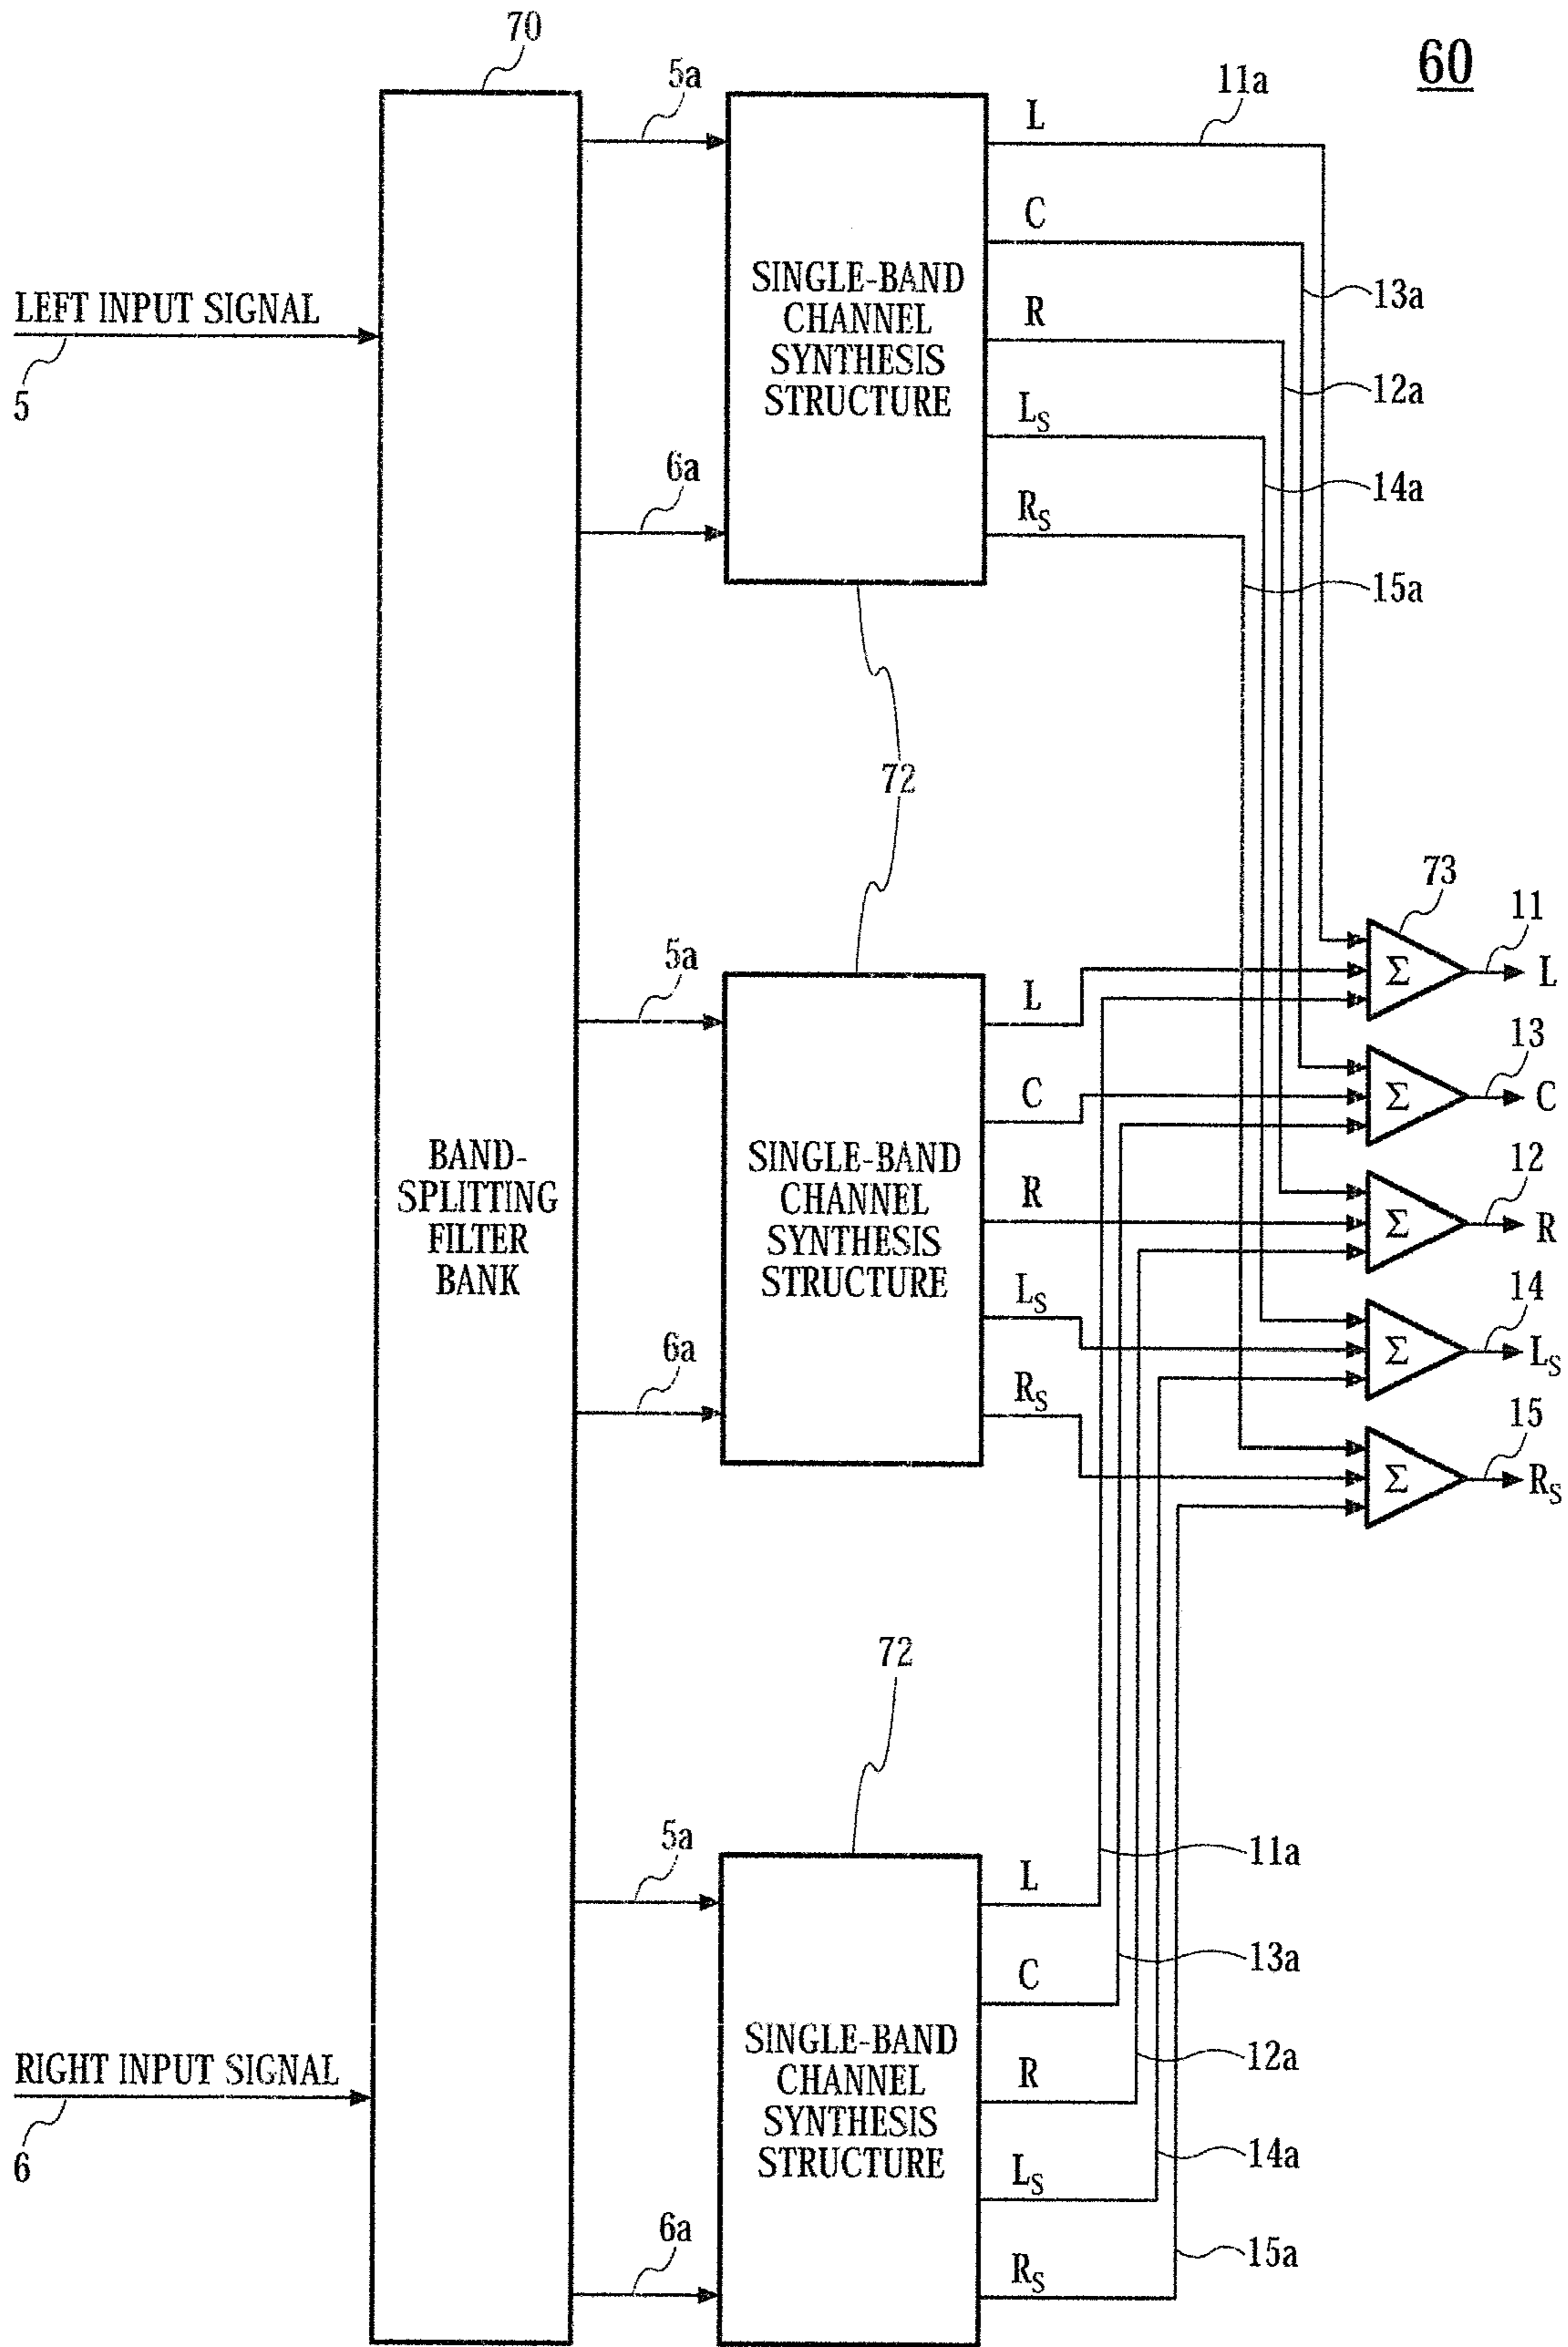 70
60
5a
L
11a
C
SINGLE-BAND
CHANNEL
SYNTHESIS
STRUCTURE
13a
LEFT INPUT SIGNAL
5
R
12a
LS
6a
14a
RS
15a
72
73
11
L
5a
L
13
C
C
BAND-
SPLITTING
FILTER
BANK
SINGLE-BAND
CHANNEL
SYNTHESIS
STRUCTURE
R
12
R
LS
14
LS
6a
RS
15
RS
Σ
Σ
Σ
Σ
Σ
72
5a
L
11a
C
13a
SINGLE-BAND
CHANNEL
SYNTHESIS
STRUCTURE
RIGHT INPUT SIGNAL
6
R
12a
LS
14a
6a
RS
15a